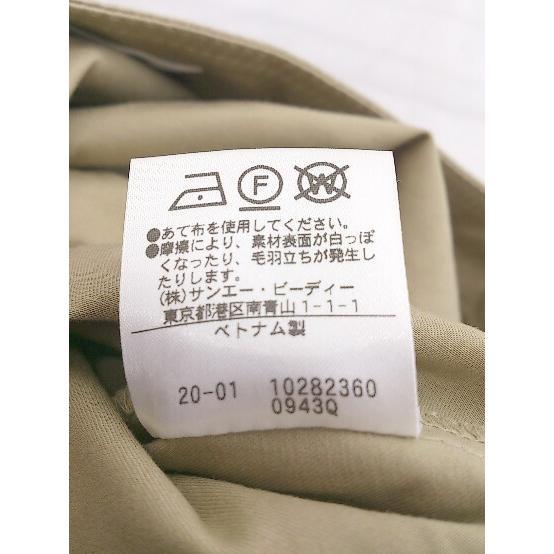 F W
●あて布を使用してください。
●摩擦により、素材表面が白っぽ
くなったり、毛羽立ちが発生し
たりします。
(株)サンエー・ビーディー
東京都港区南青山1-1-1
ベトナム製
20-01 10282360
0943Q